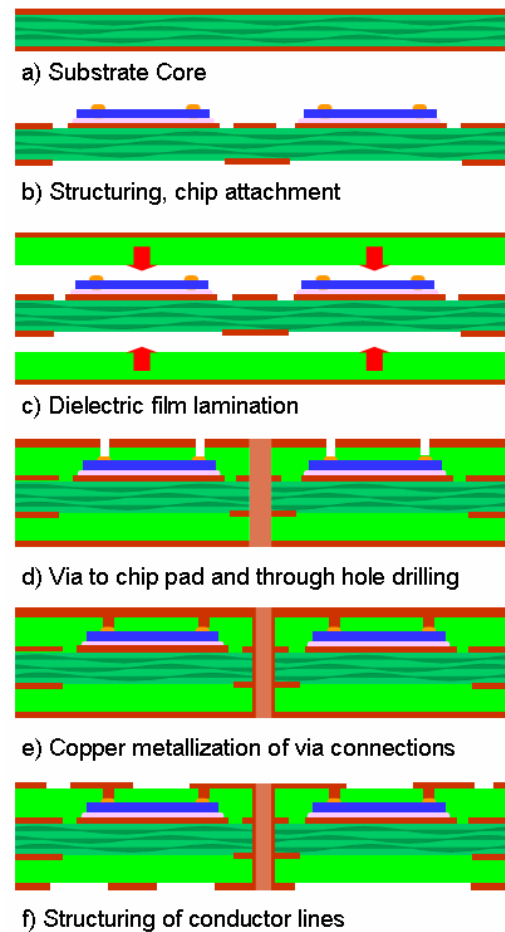 a) Substrate Core
b) Structuring, chip attachment
c) Dielectric film lamination
d) Via to chip pad and through hole drilling
e) Copper metallization of via connections
f) Structuring of conductor lines